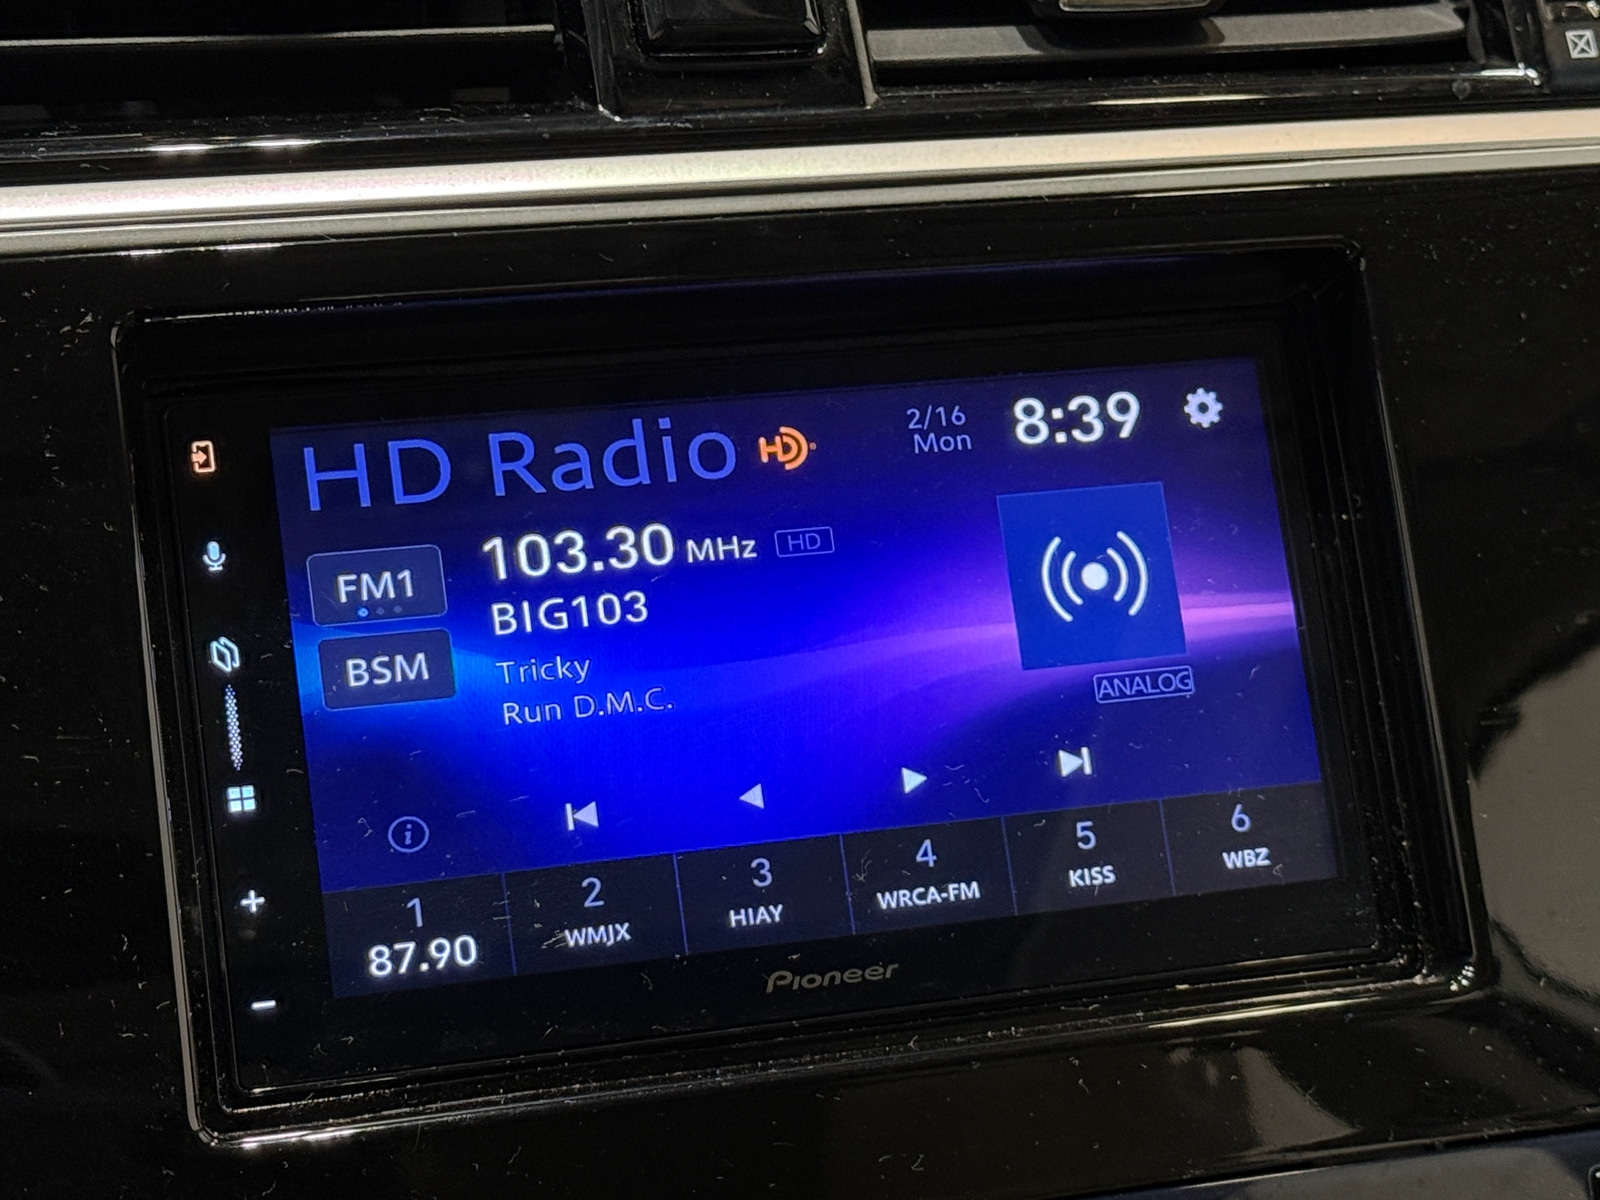 HD Radio HD
2/16
Mon
8:39
FM1
103.30 MHz HD
BIG103
BSM
Tricky
Run D.M.C.
ANALOG
1
87.90
2
WMJX
3
HIAY
4
WRCA-FM
5
KISS
6
WBZ
Pioneer